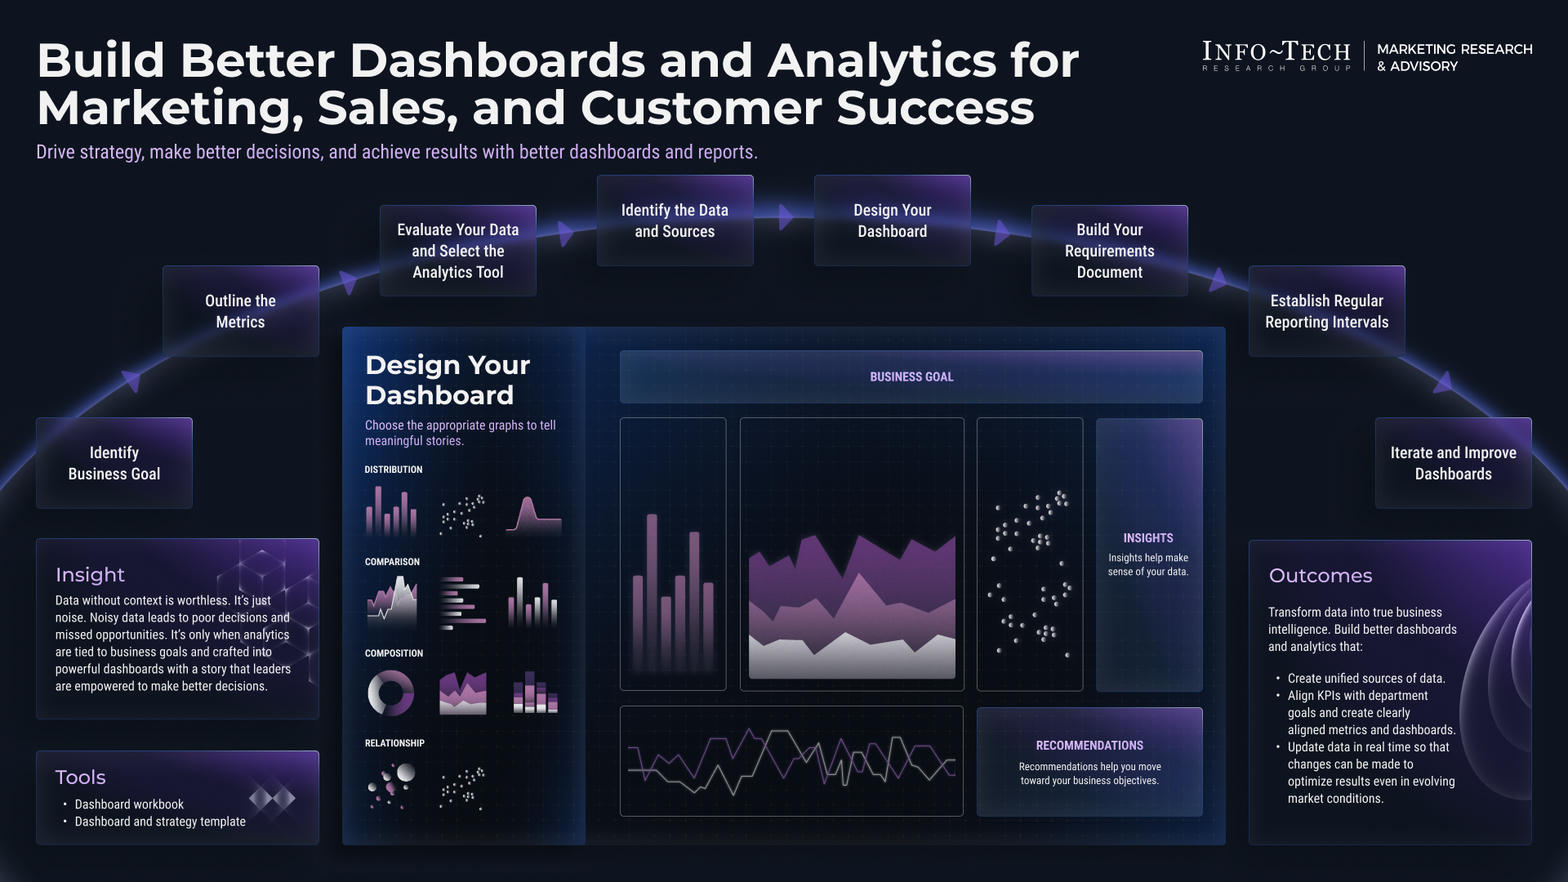 Build Better Dashboards and Analytics for
Marketing, Sales, and Customer Success
Drive strategy, make better decisions, and achieve results with better dashboards and reports.
INFO~TECH
RESEARCH GROUP
MARKETING RESEARCH
& ADVISORY
Identify
Business Goal
Outline the
Metrics
Evaluate Your Data
and Select the
Analytics Tool
Identify the Data
and Sources
Design Your
Dashboard
Build Your
Requirements
Document
Establish Regular
Reporting Intervals
Iterate and Improve
Dashboards
Insight
Data without context is worthless. It's just
noise. Noisy data leads to poor decisions and
missed opportunities. It's only when analytics
are tied to business goals and crafted into
powerful dashboards with a story that leaders
are empowered to make better decisions.
Tools
• Dashboard workbook
• Dashboard and strategy template
Design Your
Dashboard
Choose the appropriate graphs to tell
meaningful stories.
DISTRIBUTION
COMPARISON
COMPOSITION
RELATIONSHIP
BUSINESS GOAL
INSIGHTS
Insights help make
sense of your data.
RECOMMENDATIONS
Recommendations help you move
toward your business objectives.
Outcomes
Transform data into true business
intelligence. Build better dashboards
and analytics that:
• Create unified sources of data.
• Align KPIs with department
goals and create clearly
aligned metrics and dashboards.
• Update data in real time so that
changes can be made to
optimize results even in evolving
market conditions.